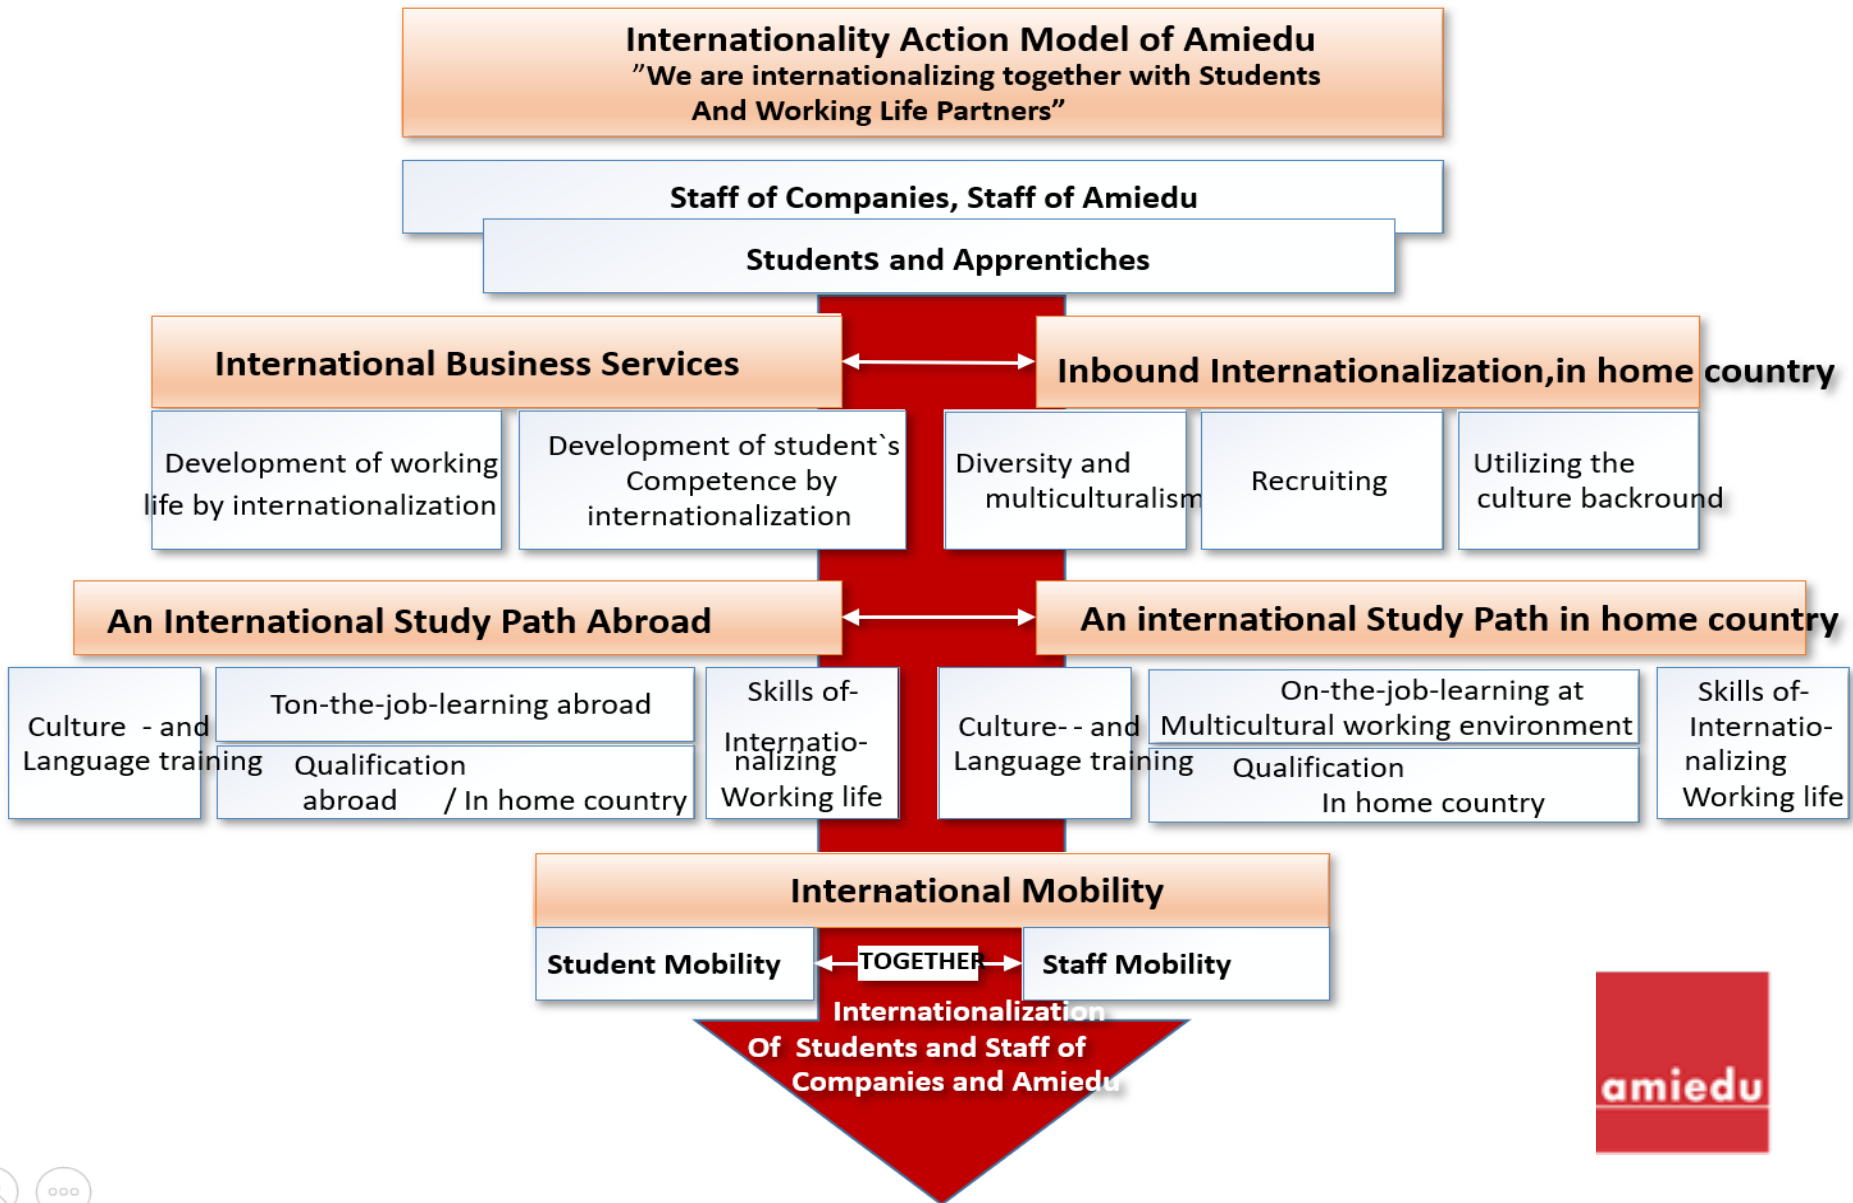 Internationality Action Model of Amiedu
”We are internationalizing together with Students
And Working Life Partners”
Staff of Companies, Staff of Amiedu
Students and Apprentiches
International Business Services
Inbound Internationalization,in home country
Development of working
life by internationalization
Development of student`s
Competence by
internationalization
Diversity and
multiculturalism
Recruiting
Utilizing the
culture backround
An International Study Path Abroad
An international Study Path in home country
Culture - and
Language training
Ton-the-job-learning abroad
Qualification
abroad / In home country
Skills of-
Internatio-
nalizing
Working life
Culture- - and
Language training
On-the-job-learning at
Multicultural working environment
Qualification
In home country
Skills of-
Internatio-
nalizing
Working life
International Mobility
Student Mobility
TOGETHER
Staff Mobility
Internationalization
Of Students and Staff of
Companies and Amiedu
amiedu